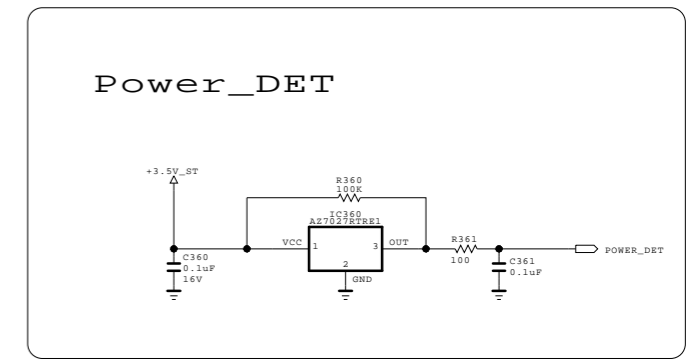 Power_DET
+3.5V_ST
R360
100K
IC360
AZ7027RTRE1
VCC
1
3
OUT
2
GND
C360
0.1uF
16V
R361
100
C361
0.1uF
POWER_DET